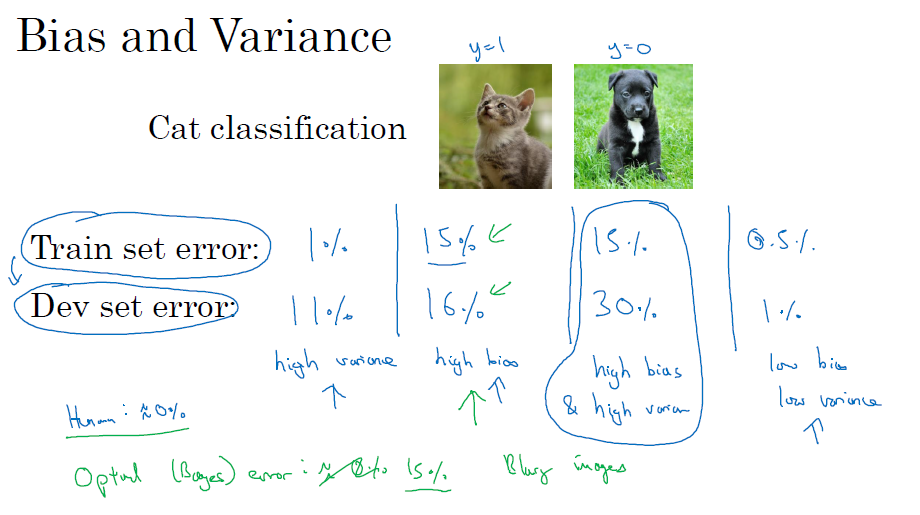 Bias and Variance
y=1 y=0
Cat classification
Train set error: 1% 15% 15% 0.5%
Dev set error: 11% 16% 30% 1%
high variance high bias high bias low bias
& high varian low variance
Human: ≈0%
Optimal (Bayes) error: ≈ 0% 15% Blurry images